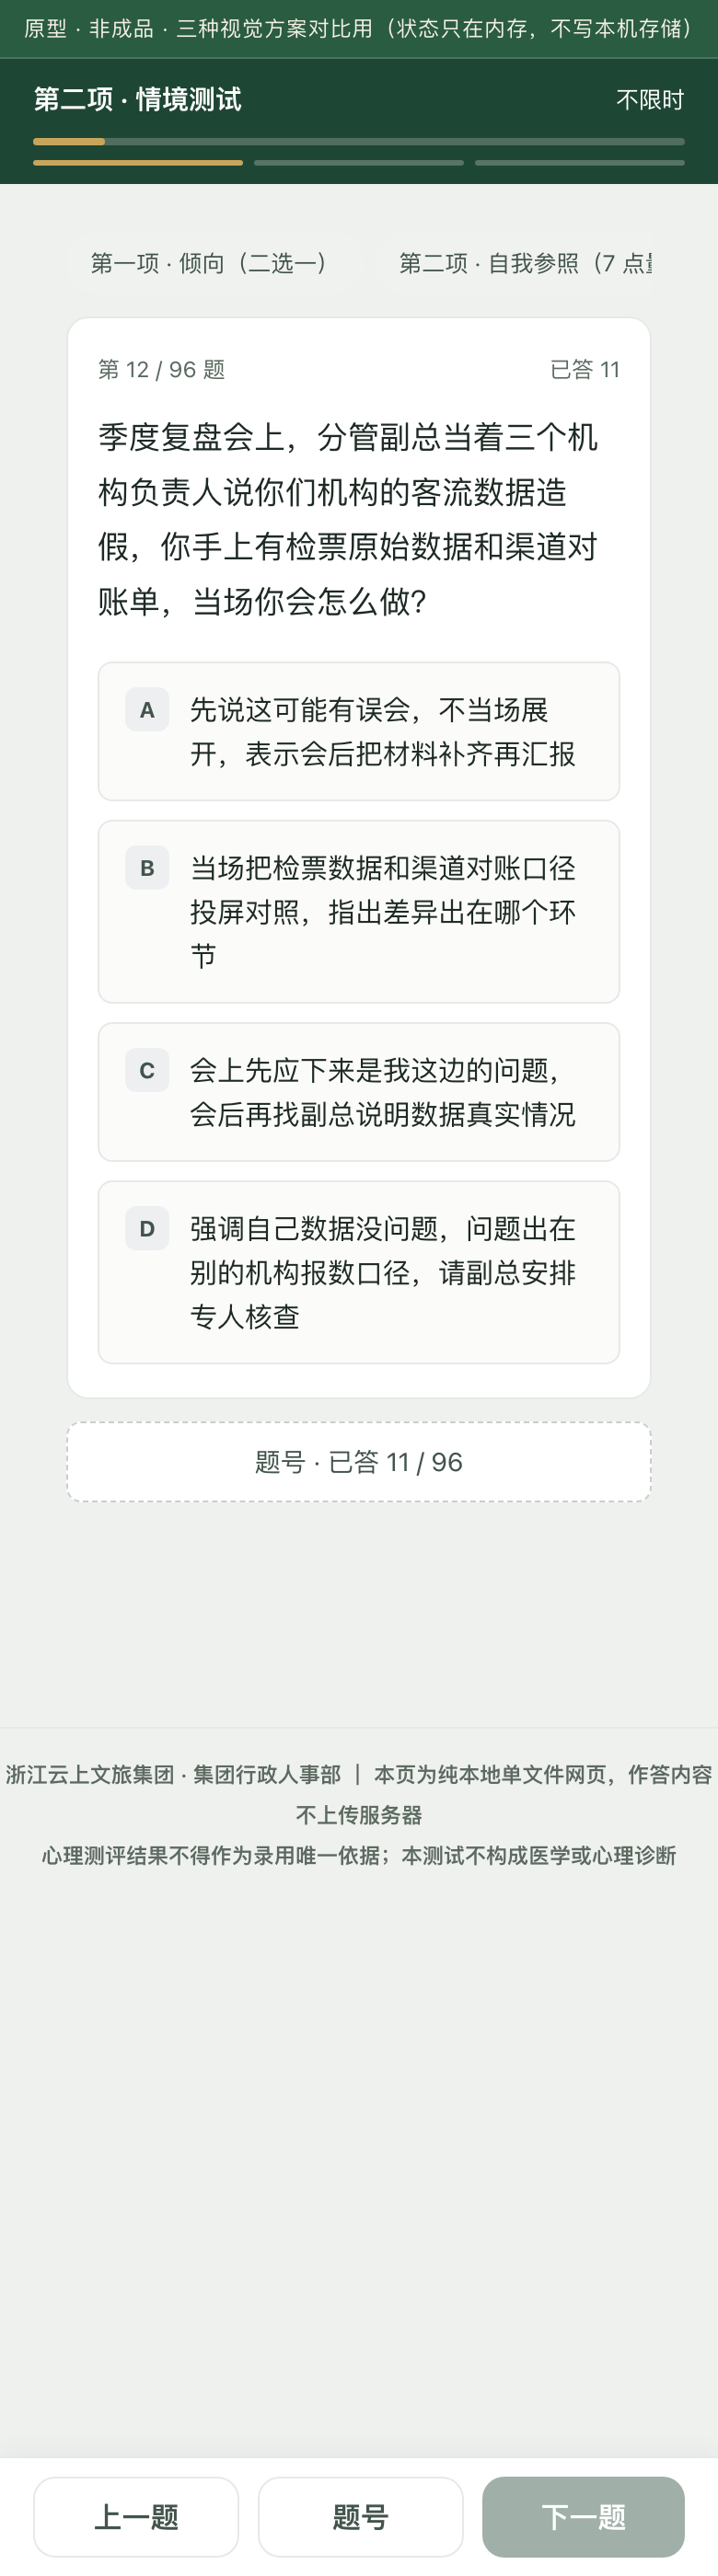 原型 · 非成品 · 三种视觉方案对比用（状态只在内存，不写本机存储）
第二项 · 情境测试
不限时
第一项 · 倾向（二选一）
第二项 · 自我参照（7 点
第 12 / 96 题
已答 11
季度复盘会上，分管副总当着三个机
构负责人说你们机构的客流数据造
假，你手上有检票原始数据和渠道对
账单，当场你会怎么做？
A
先说这可能有误会，不当场展
开，表示会后把材料补齐再汇报
B
当场把检票数据和渠道对账口径
投屏对照，指出差异出在哪个环
节
C
会上先应下来是我这边的问题，
会后再找副总说明数据真实情况
D
强调自己数据没问题，问题出在
别的机构报数口径，请副总安排
专人核查
题号 · 已答 11 / 96
浙江云上文旅集团 · 集团行政人事部 ｜ 本页为纯本地单文件网页，作答内容
不上传服务器
心理测评结果不得作为录用唯一依据；本测试不构成医学或心理诊断
上一题
题号
下一题